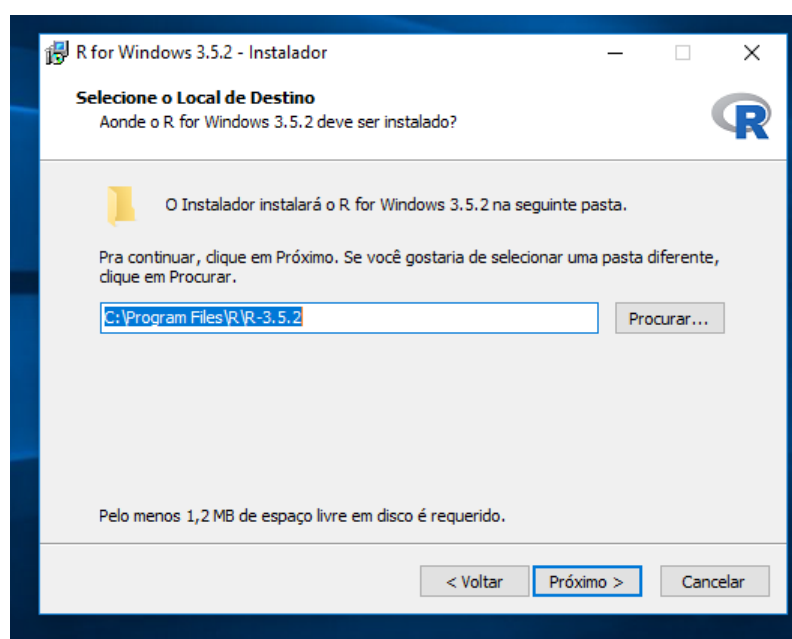 R for Windows 3.5.2 - Instalador
Selecione o Local de Destino
Aonde o R for Windows 3.5.2 deve ser instalado?
R
O Instalador instalará o R for Windows 3.5.2 na seguinte pasta.
Pra continuar, clique em Próximo. Se você gostaria de selecionar uma pasta diferente,
clique em Procurar.
C:\Program Files\R\R-3.5.2
Procurar...
Pelo menos 1,2 MB de espaço livre em disco é requerido.
< Voltar Próximo > Cancelar